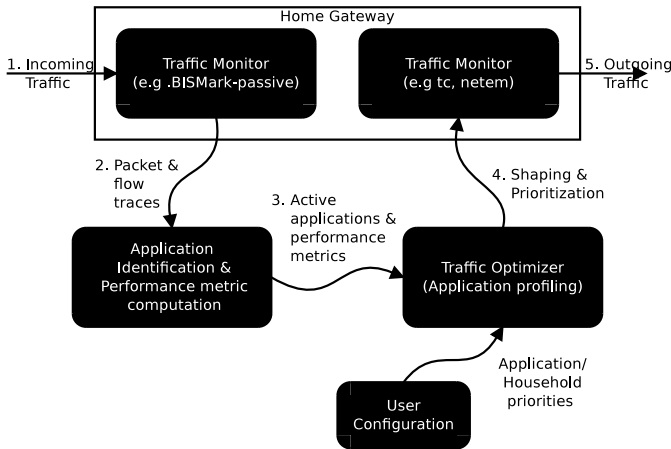 Home Gateway
1. Incoming
Traffic
Traffic Monitor
(e.g .BISMark-passive)
Traffic Monitor
(e.g tc, netem)
5. Outgoing
Traffic
2. Packet &
flow
traces
3. Active
applications &
performance
metrics
4. Shaping &
Prioritization
Application
Identification &
Performance metric
computation
Traffic Optimizer
(Application profiling)
Application/
Household
priorities
User
Configuration